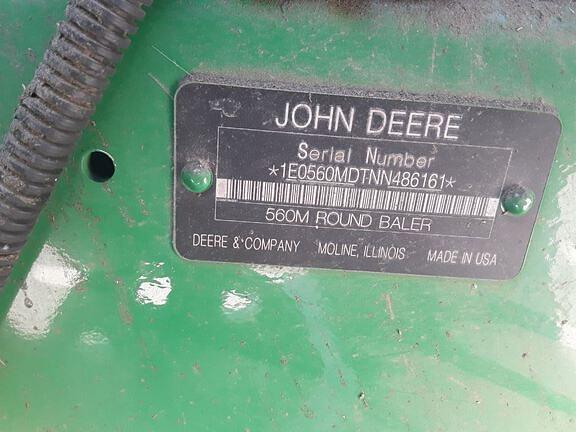 JOHN DEERE
Serial Number
*1E0560MDTNN486161*
560M ROUND BALER
DEERE & COMPANY MOLINE, ILLINOIS MADE IN USA